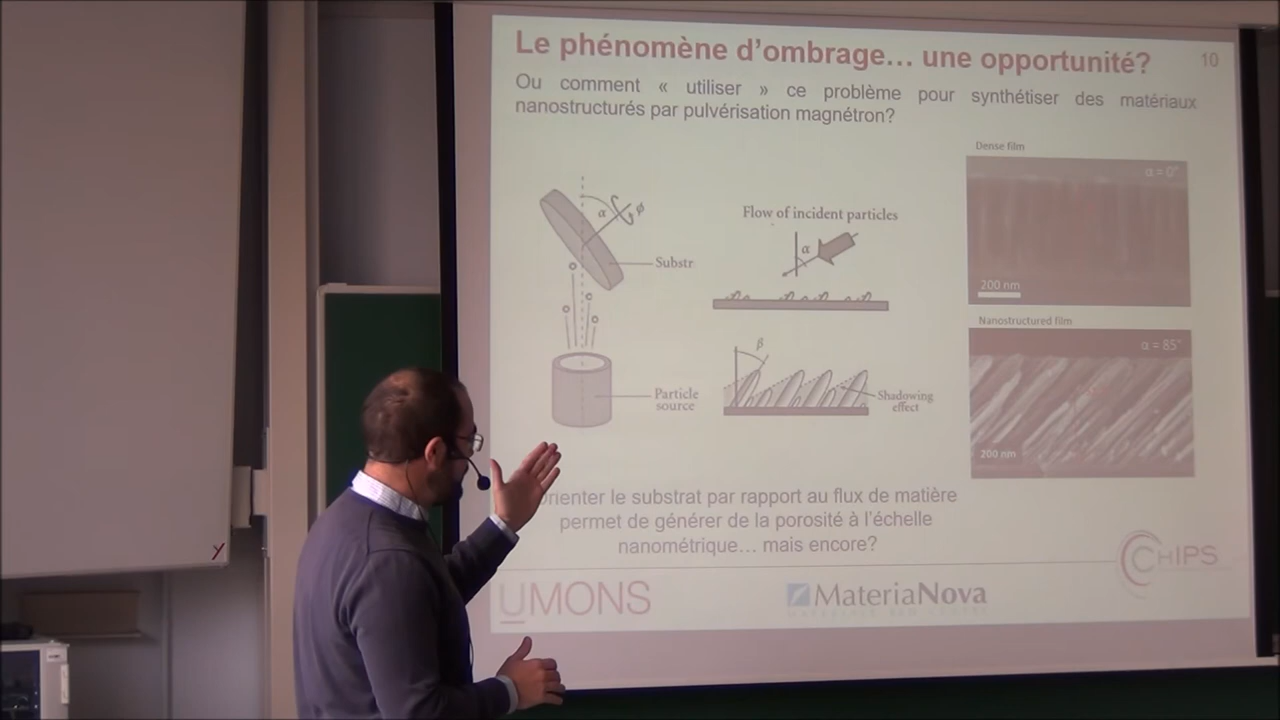 Le phénomène d'ombrage... une opportunité?
10
Ou comment « utiliser » ce problème pour synthétiser des matériaux
nanostructurés par pulvérisation magnétron?
Dense film
α = 0°
200 nm
Nanostructured film
α = 85°
200 nm
α
φ
Substr
Particle
source
Flow of incident particles
α
β
Shadowing
effect
rienter le substrat par rapport au flux de matière
permet de générer de la porosité à l'échelle
nanométrique... mais encore?
UMONS
MateriaNova
CHIPS